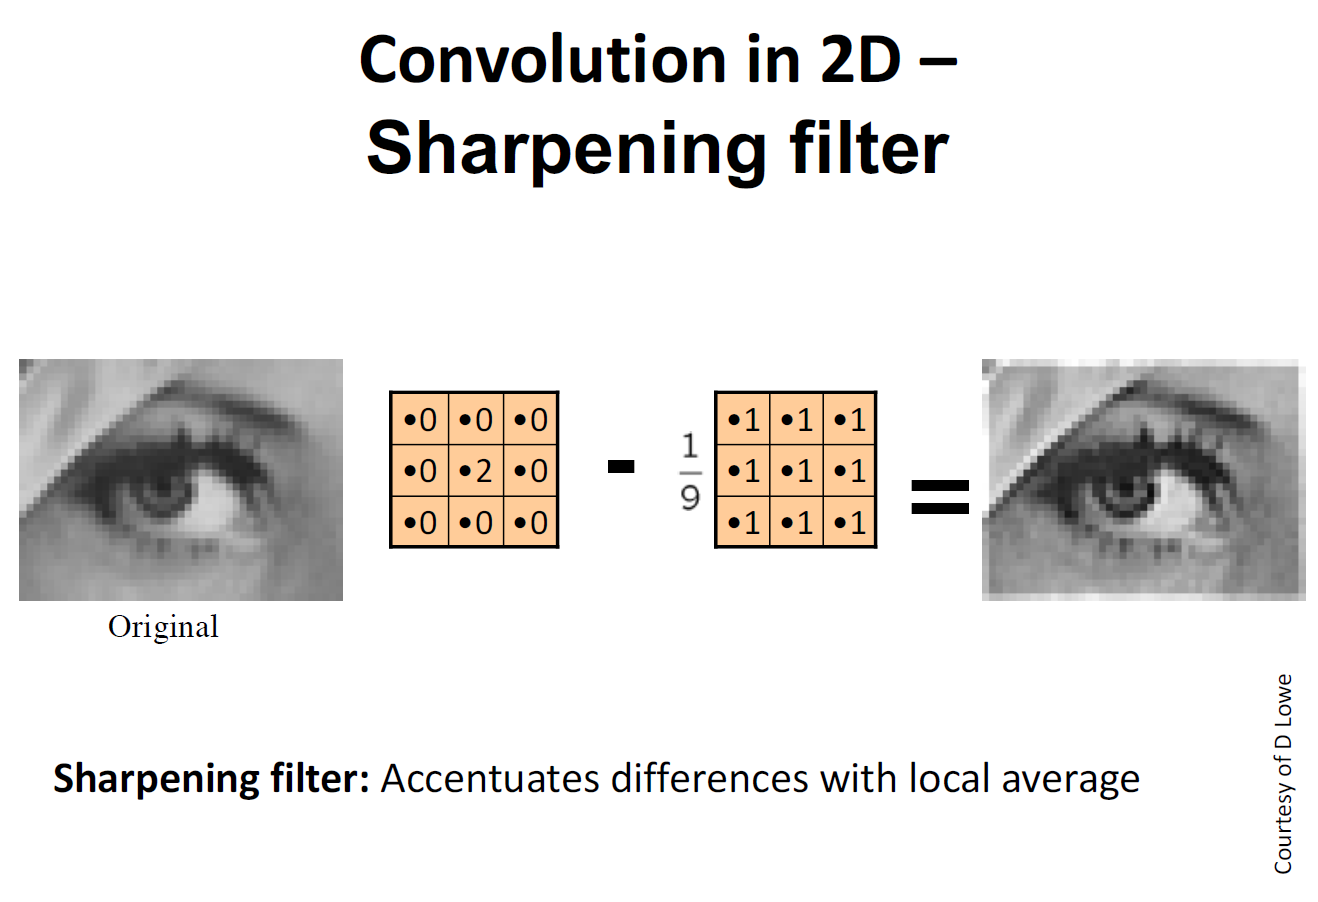 Convolution in 2D –
Sharpening filter
•0 •0 •0
•0 •2 •0
•0 •0 •0
-
1
9
•1 •1 •1
•1 •1 •1
•1 •1 •1
=
Original
Sharpening filter: Accentuates differences with local average
Courtesy of D Lowe